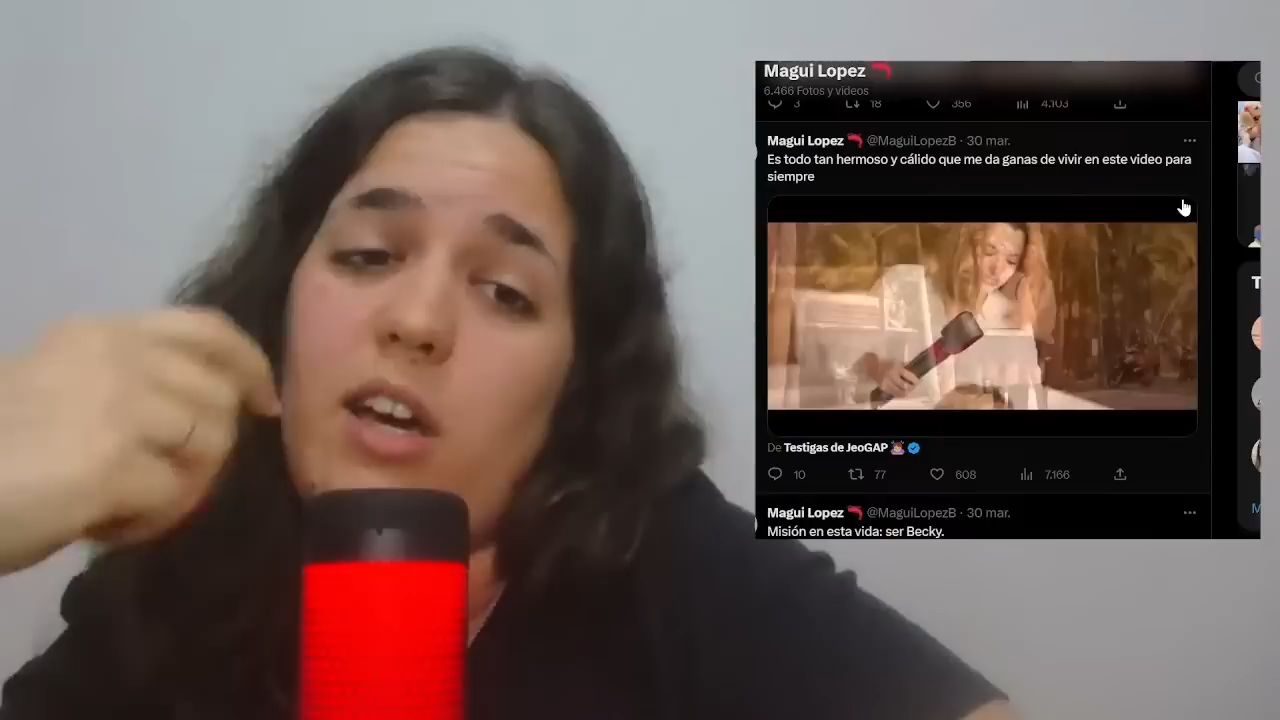 Magui Lopez
6.466 Fotos y videos
3 18 356 4.103
Magui Lopez @MaguiLopezB · 30 mar.
Es todo tan hermoso y cálido que me da ganas de vivir en este video para
siempre
De Testigas de JeoGAP
10 77 608 7.166
Magui Lopez @MaguiLopezB · 30 mar.
Misión en esta vida: ser Becky.